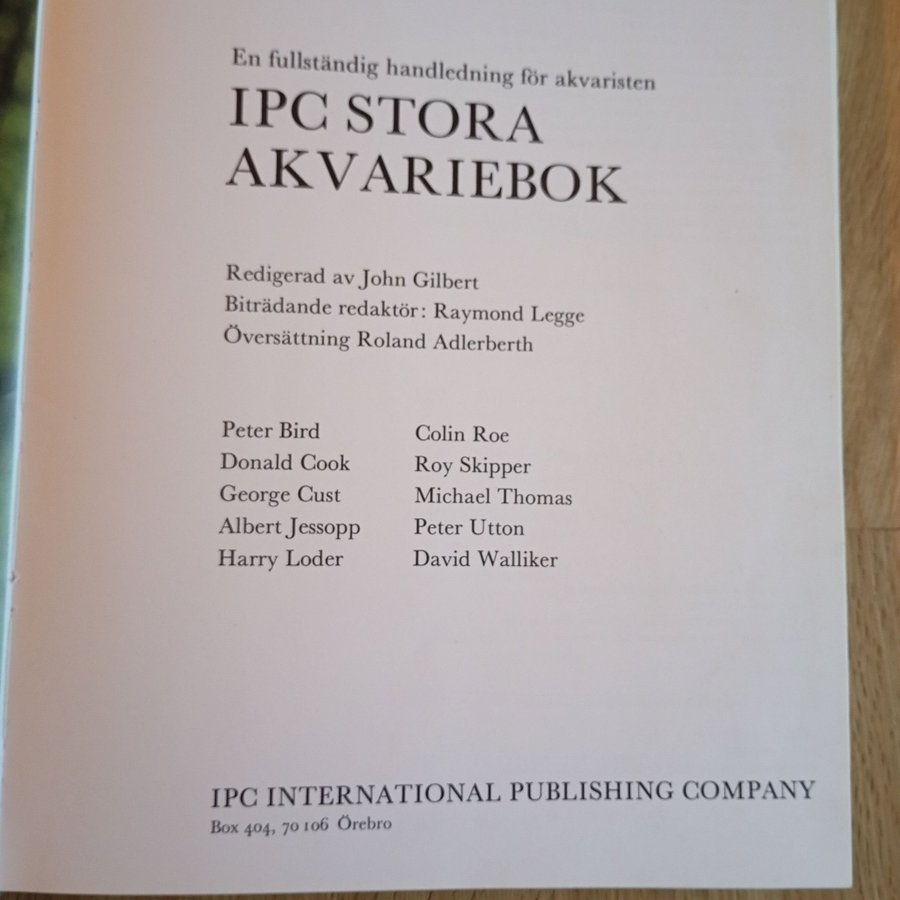 En fullständig handledning för akvaristen
IPC STORA
AKVARIEBOK
Redigerad av John Gilbert
Biträdande redaktör: Raymond Legge
Översättning Roland Adlerberth
Peter Bird
Donald Cook
George Cust
Albert Jessopp
Harry Loder
Colin Roe
Roy Skipper
Michael Thomas
Peter Utton
David Walliker
IPC INTERNATIONAL PUBLISHING COMPANY
Box 404, 70 106 Örebro